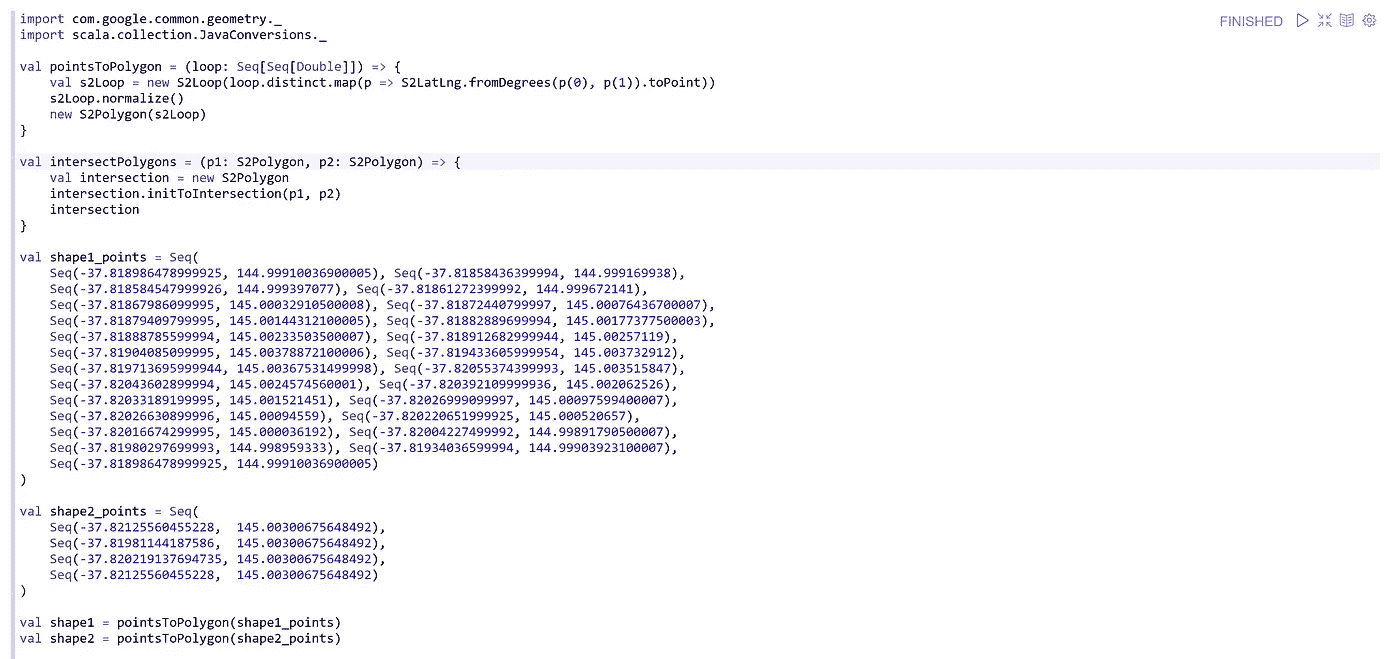 import com.google.common.geometry._
FINISHED
import scala.collection.JavaConversions._
val pointsToPolygon = (loop: Seq[Seq[Double]]) => {
    val s2Loop = new S2Loop(loop.distinct.map(p => S2LatLng.fromDegrees(p(0), p(1)).toPoint))
    s2Loop.normalize()
    new S2Polygon(s2Loop)
}
val intersectPolygons = (p1: S2Polygon, p2: S2Polygon) => {
    val intersection = new S2Polygon
    intersection.initToIntersection(p1, p2)
    intersection
}
val shape1_points = Seq(
    Seq(-37.818986478999925, 144.99910036900005), Seq(-37.81858436399994, 144.999169938),
    Seq(-37.818584547999926, 144.999397077), Seq(-37.81861272399992, 144.999672141),
    Seq(-37.81867986099995, 145.00032910500008), Seq(-37.81872440799997, 145.00076436700007),
    Seq(-37.81879409799995, 145.00144312100005), Seq(-37.81882889699994, 145.00177377500003),
    Seq(-37.81888785599994, 145.00233503500007), Seq(-37.818912682999944, 145.00257119),
    Seq(-37.81904085099995, 145.00378872100006), Seq(-37.819433605999954, 145.003732912),
    Seq(-37.819713695999944, 145.00367531499998), Seq(-37.82055374399993, 145.003515847),
    Seq(-37.82043602899994, 145.0024574560001), Seq(-37.820392109999936, 145.002062526),
    Seq(-37.82033189199995, 145.001521451), Seq(-37.82026999099997, 145.00097599400007),
    Seq(-37.82026630899996, 145.00094559), Seq(-37.820220651999925, 145.000520657),
    Seq(-37.82016674299995, 145.000036192), Seq(-37.82004227499992, 144.99891790500007),
    Seq(-37.81980297699993, 144.998959333), Seq(-37.81934036599994, 144.99903923100007),
    Seq(-37.818986478999925, 144.99910036900005)
)
val shape2_points = Seq(
    Seq(-37.82125560455228,  145.00300675648492),
    Seq(-37.81981144187586,  145.00300675648492),
    Seq(-37.820219137694735, 145.00300675648492),
    Seq(-37.82125560455228,  145.00300675648492)
)
val shape1 = pointsToPolygon(shape1_points)
val shape2 = pointsToPolygon(shape2_points)